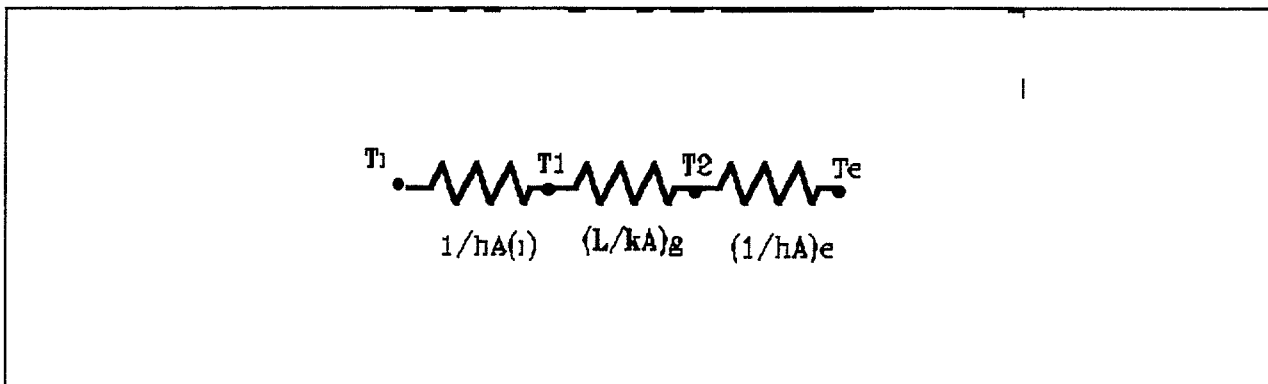 Ti T1 T2 Te
1/hA(i) (L/kA)g (1/hA)e